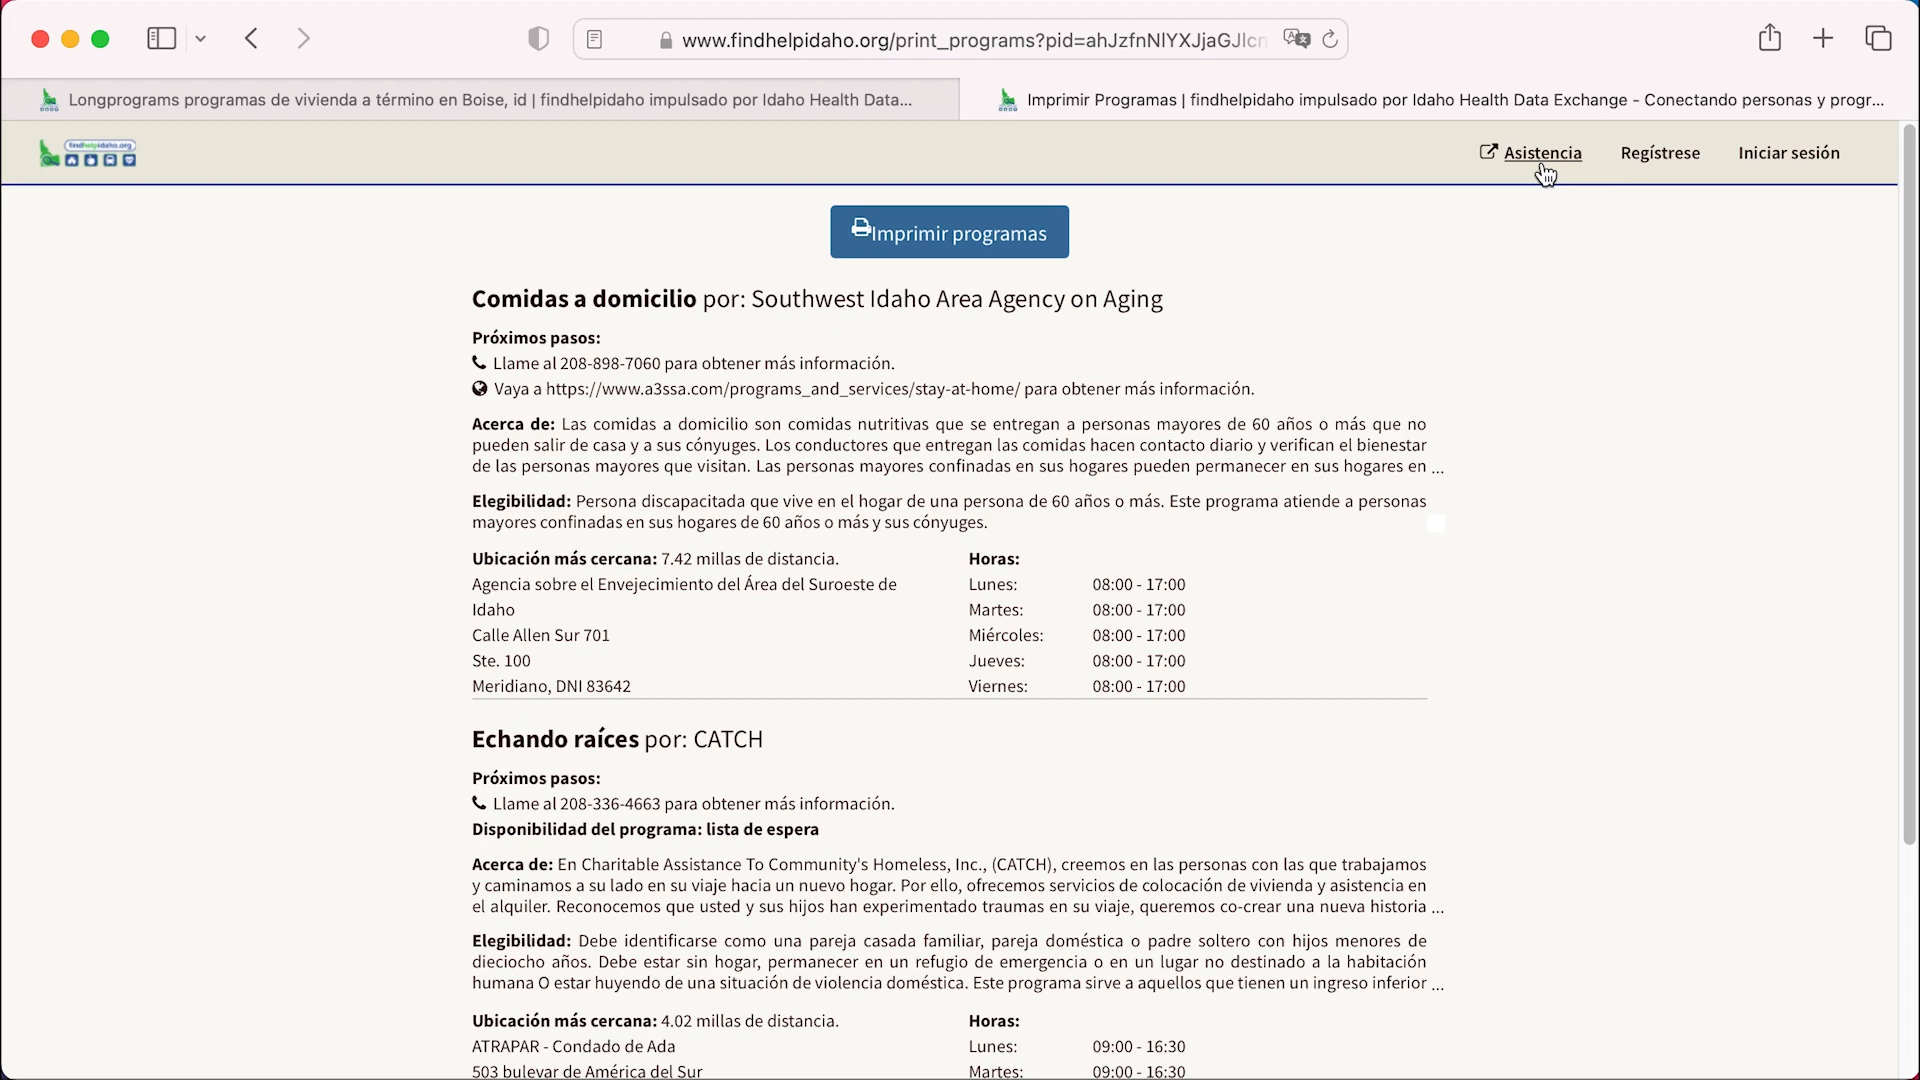 www.findhelpidaho.org/print_programs?pid=ahJzfnNlYXJjaGJlcn
Longprograms programas de vivienda a término en Boise, id | findhelpidaho impulsado por Idaho Health Data...
Imprimir Programas | findhelpidaho impulsado por Idaho Health Data Exchange - Conectando personas y progr...
findhelpidaho.org
Asistencia
Regístrese
Iniciar sesión
Imprimir programas
Comidas a domicilio por: Southwest Idaho Area Agency on Aging
Próximos pasos:
Llame al 208-898-7060 para obtener más información.
Vaya a https://www.a3ssa.com/programs_and_services/stay-at-home/ para obtener más información.
Acerca de: Las comidas a domicilio son comidas nutritivas que se entregan a personas mayores de 60 años o más que no
pueden salir de casa y a sus cónyuges. Los conductores que entregan las comidas hacen contacto diario y verifican el bienestar
de las personas mayores que visitan. Las personas mayores confinadas en sus hogares pueden permanecer en sus hogares en ...
Elegibilidad: Persona discapacitada que vive en el hogar de una persona de 60 años o más. Este programa atiende a personas
mayores confinadas en sus hogares de 60 años o más y sus cónyuges.
Ubicación más cercana: 7.42 millas de distancia.
Agencia sobre el Envejecimiento del Área del Suroeste de
Idaho
Calle Allen Sur 701
Ste. 100
Meridiano, DNI 83642
Horas:
Lunes: 08:00 - 17:00
Martes: 08:00 - 17:00
Miércoles: 08:00 - 17:00
Jueves: 08:00 - 17:00
Viernes: 08:00 - 17:00
Echando raíces por: CATCH
Próximos pasos:
Llame al 208-336-4663 para obtener más información.
Disponibilidad del programa: lista de espera
Acerca de: En Charitable Assistance To Community's Homeless, Inc., (CATCH), creemos en las personas con las que trabajamos
y caminamos a su lado en su viaje hacia un nuevo hogar. Por ello, ofrecemos servicios de colocación de vivienda y asistencia en
el alquiler. Reconocemos que usted y sus hijos han experimentado traumas en su viaje, queremos co-crear una nueva historia ...
Elegibilidad: Debe identificarse como una pareja casada familiar, pareja doméstica o padre soltero con hijos menores de
dieciocho años. Debe estar sin hogar, permanecer en un refugio de emergencia o en un lugar no destinado a la habitación
humana O estar huyendo de una situación de violencia doméstica. Este programa sirve a aquellos que tienen un ingreso inferior ...
Ubicación más cercana: 4.02 millas de distancia.
ATRAPAR - Condado de Ada
503 bulevar de América del Sur
Horas:
Lunes: 09:00 - 16:30
Martes: 09:00 - 16:30